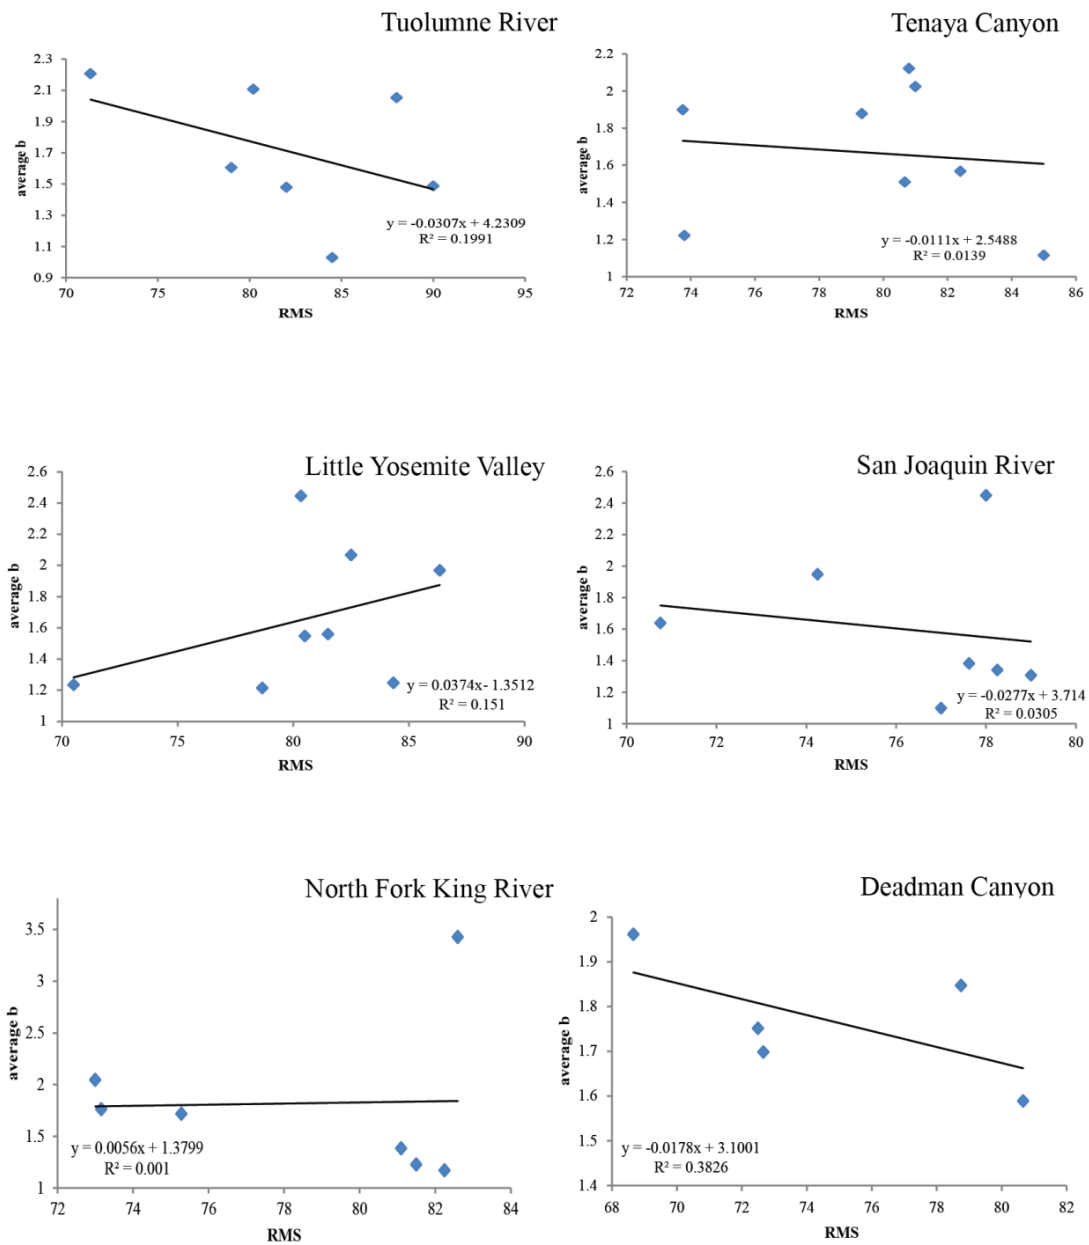 Tuolumne River
2.3
2.1
1.9
1.7
1.5
1.3
1.1
0.9
average b
y = -0.0307x + 4.2309
R² = 0.1991
70 75 80 85 90 95
RMS
Tenaya Canyon
2.2
2
1.8
1.6
1.4
1.2
1
average b
y = -0.0111x + 2.5488
R² = 0.0139
72 74 76 78 80 82 84 86
RMS
Little Yosemite Valley
2.6
2.4
2.2
2
1.8
1.6
1.4
1.2
1
average b
y = 0.0374x- 1.3512
R² = 0.151
70 75 80 85 90
RMS
San Joaquin River
2.6
2.4
2.2
2
1.8
1.6
1.4
1.2
1
average b
y = -0.0277x + 3.714
R² = 0.0305
70 72 74 76 78 80
RMS
North Fork King River
3.5
3
2.5
2
1.5
1
average b
y = 0.0056x + 1.3799
R² = 0.001
72 74 76 78 80 82 84
RMS
Deadman Canyon
2
1.9
1.8
1.7
1.6
1.5
1.4
average b
y = -0.0178x + 3.1001
R² = 0.3826
68 70 72 74 76 78 80 82
RMS